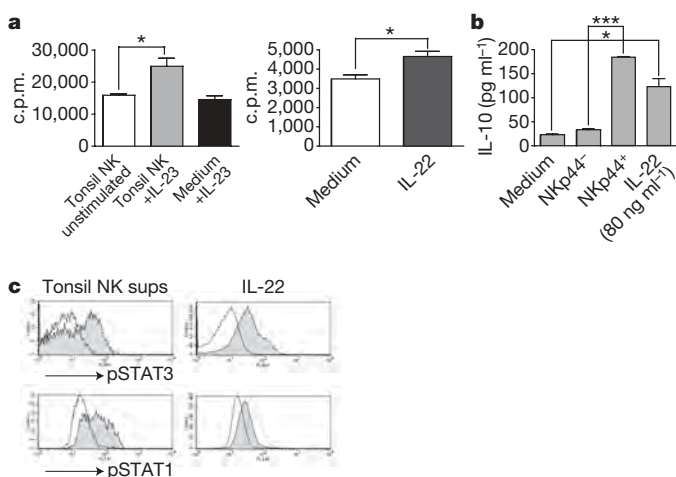 a
c.p.m.
30,000
20,000
10,000
0
*
Tonsil NK
unstimulated
Tonsil NK
+IL-23
Medium
+IL-23
c.p.m.
5,000
4,000
3,000
2,000
1,000
0
*
Medium
IL-22
b
IL-10 (pg ml−1)
200
150
100
50
0
***
*
Medium
NKp44−
NKp44+
IL-22
(80 ng ml−1)
c
Tonsil NK sups
IL-22
pSTAT3
pSTAT1